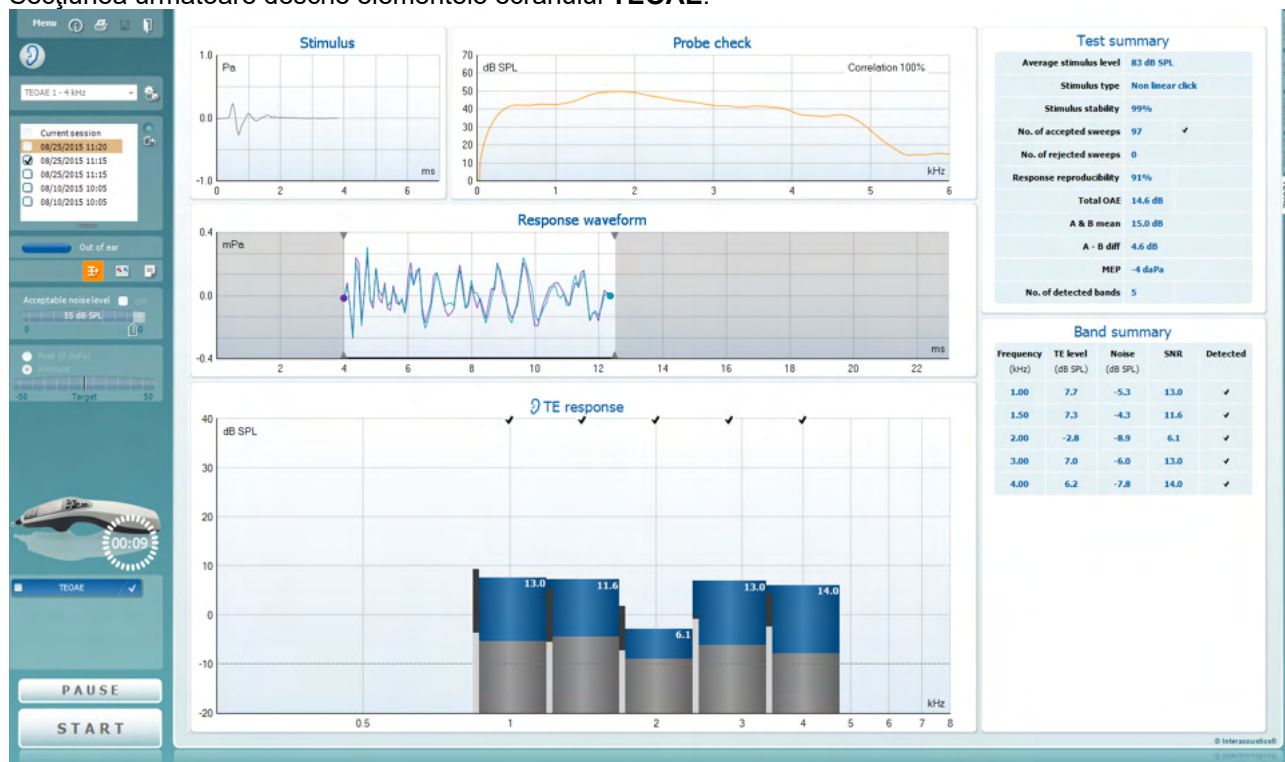 Secţiunea următoare descrie elementele ecranului TEOAE.
Menu
TEOAE 1 - 4 kHz
Current session
08/25/2015 11:20
08/25/2015 11:15
08/25/2015 11:15
08/10/2015 10:05
08/10/2015 10:05
Out of ear
Acceptable noise level Off
55 dB SPL
0
Peak (0 daPa)
Ambient
-50 Target 50
00:09
TEOAE
PAUSE
START
Stimulus
1.0
Pa
0.0
-1.0
ms
0 2 4 6
Probe check
70
dB SPL
Correlation 100%
60
50
40
30
20
10
0
kHz
0 1 2 3 4 5 6
Response waveform
0.4
mPa
0.0
-0.4
ms
2 4 6 8 10 12 14 16 18 20 22
TE response
40
dB SPL
30
20
10
0
-10
-20
13.0 11.6 6.1 13.0 14.0
kHz
0.5 1 2 3 4 5 6 7 8
Test summary
Average stimulus level 83 dB SPL
Stimulus type Non linear click
Stimulus stability 99%
No. of accepted sweeps 97
No. of rejected sweeps 0
Response reproducibility 91%
Total OAE 14.6 dB
A & B mean 15.0 dB
A - B diff 4.6 dB
MEP -4 daPa
No. of detected bands 5
Band summary
Frequency TE level Noise SNR Detected
(kHz) (dB SPL) (dB SPL)
1.00 7.7 -5.3 13.0
1.50 7.3 -4.3 11.6
2.00 -2.8 -8.9 6.1
3.00 7.0 -6.0 13.0
4.00 6.2 -7.8 14.0
© Interacoustics®